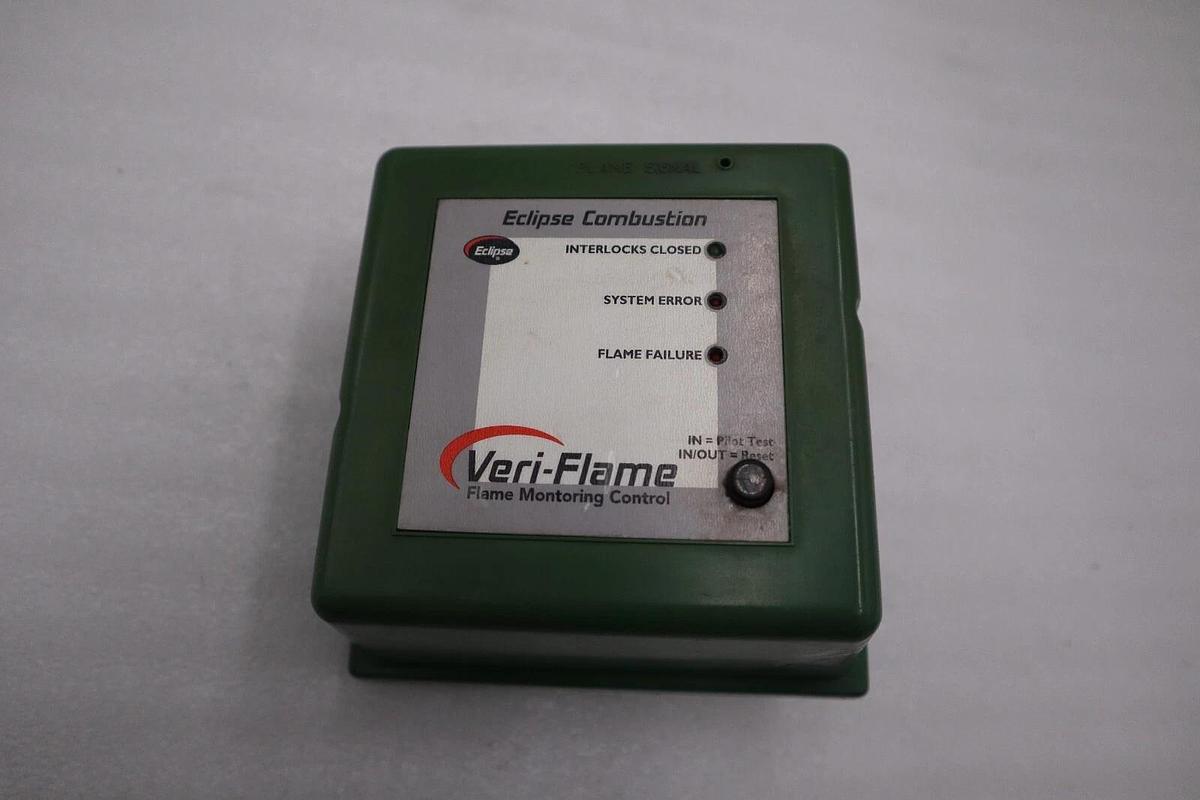 FLAME SIGNAL
Eclipse Combustion
Eclipse
INTERLOCKS CLOSED
SYSTEM ERROR
FLAME FAILURE
IN = Pilot Test
IN/OUT = Reset
Veri-Flame
Flame Montoring Control